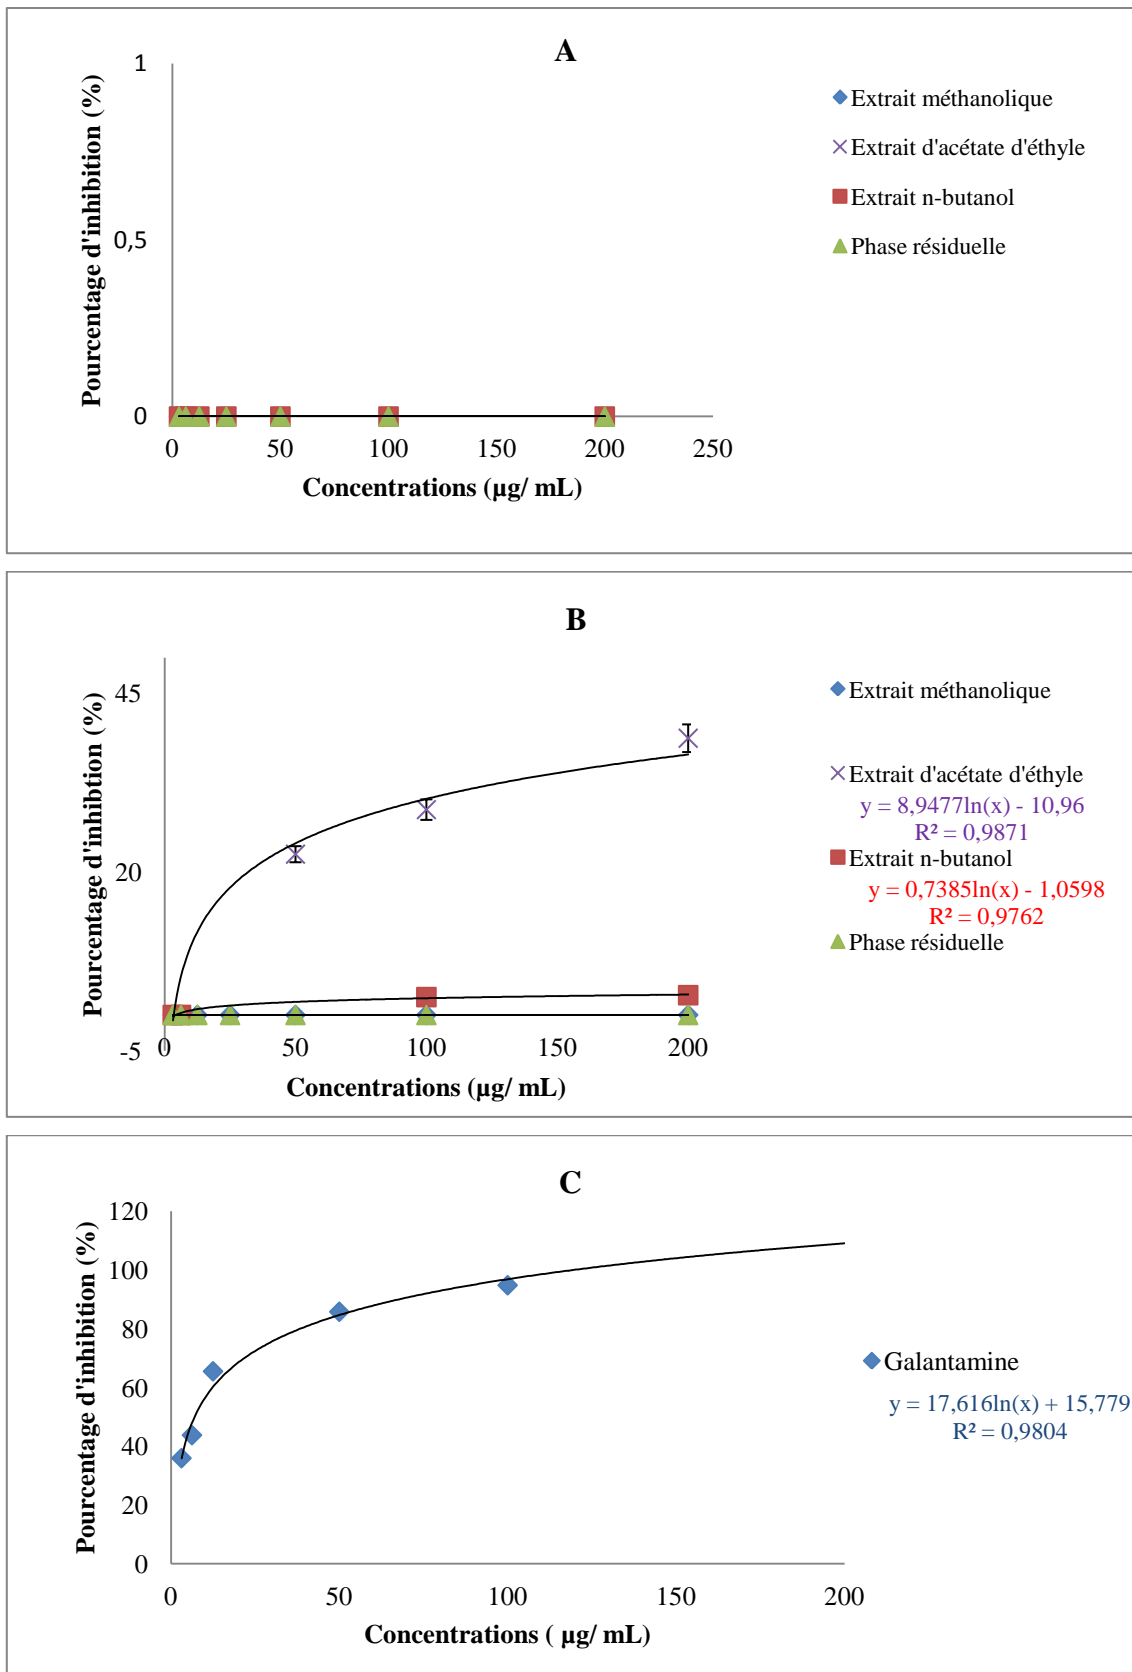 A
Pourcentage d'inhibition (%)
1
0,5
0
0 50 100 150 200 250
Concentrations (µg/ mL)
Extrait méthanolique
Extrait d'acétate d'éthyle
Extrait n-butanol
Phase résiduelle
B
Pourcentage d'inhibtion (%)
45
20
-5
0 50 100 150 200
Concentrations (µg/ mL)
Extrait méthanolique
Extrait d'acétate d'éthyle
y = 8,9477ln(x) - 10,96
R² = 0,9871
Extrait n-butanol
y = 0,7385ln(x) - 1,0598
R² = 0,9762
Phase résiduelle
C
Pourcentage d'inhibition (%)
120
100
80
60
40
20
0
0 50 100 150 200
Concentrations ( µg/ mL)
Galantamine
y = 17,616ln(x) + 15,779
R² = 0,9804